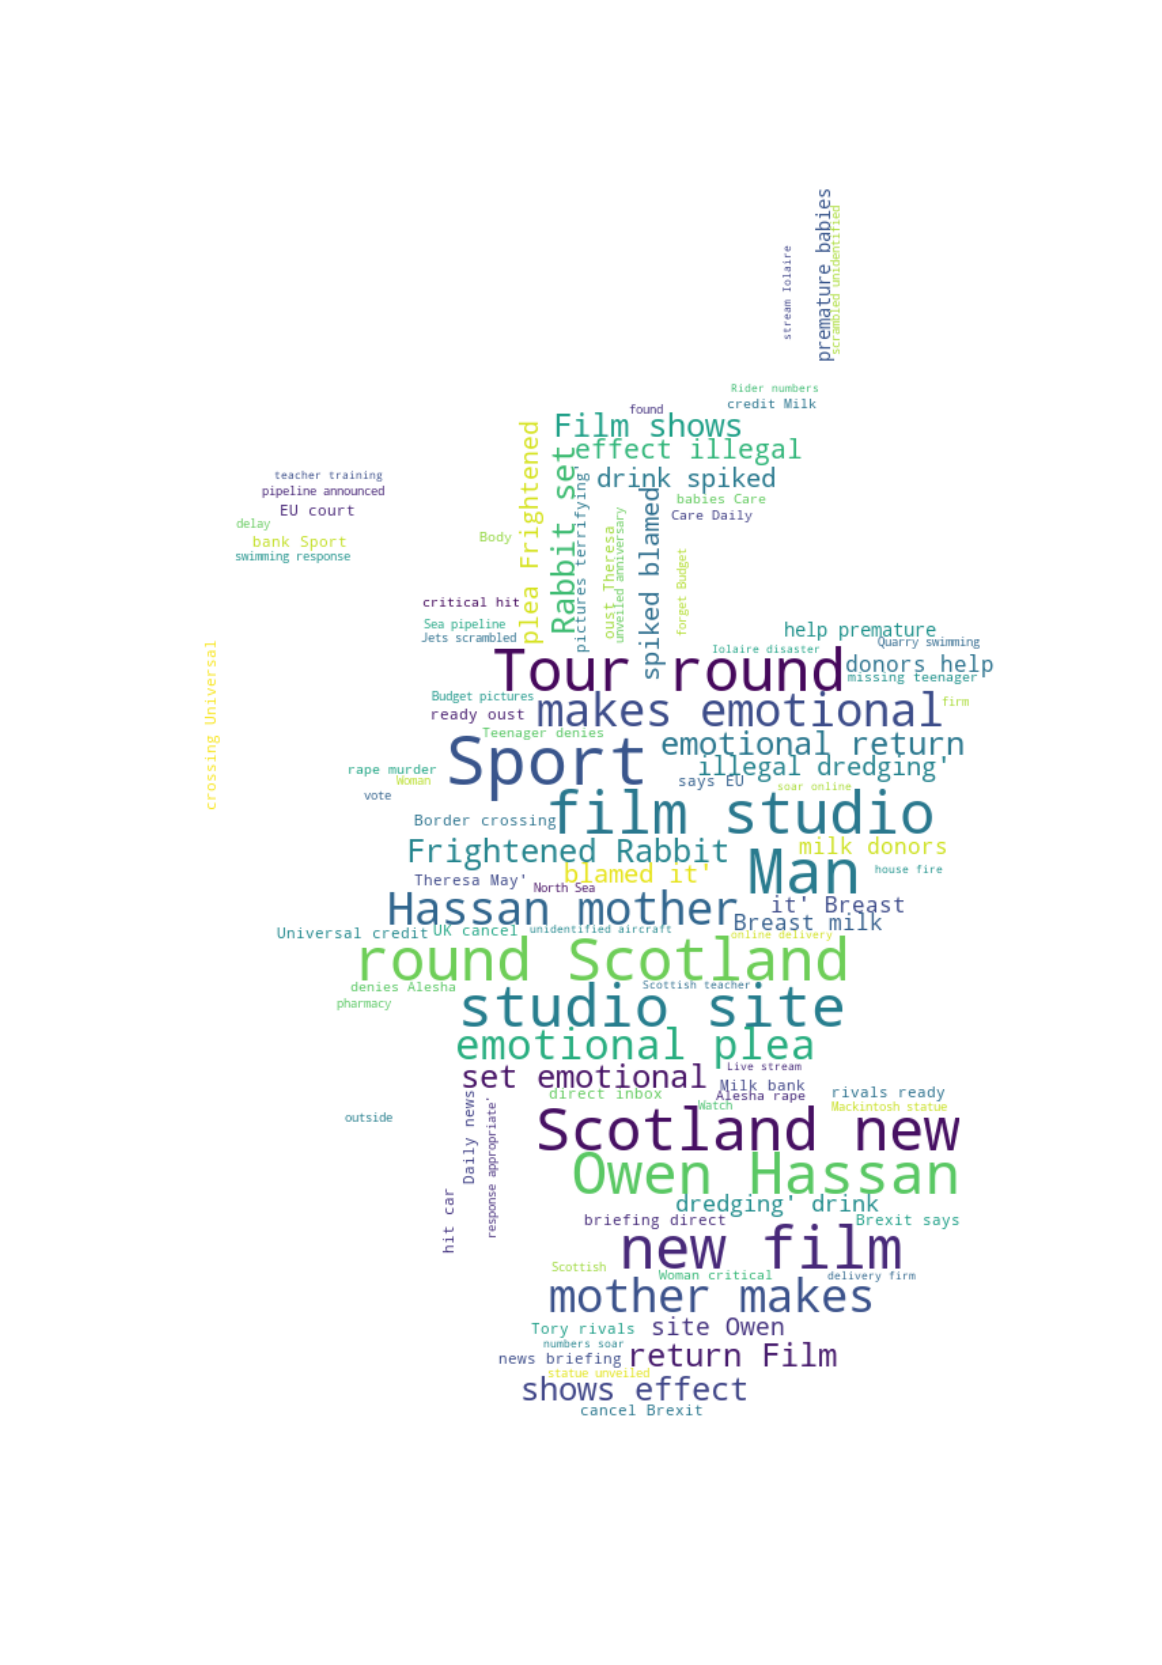 premature babies
scrambled unidentified
stream Iolaire
Rider numbers
credit Milk
found
Film shows
effect illegal
plea Frightened
Rabbit set
drink spiked
pictures terrifying
teacher training
pipeline announced
EU court
delay
bank Sport
swimming response
babies Care
Care Daily
spiked blamed
oust Theresa
unveiled anniversary
forget Budget
Body
critical hit
Sea pipeline
Jets scrambled
help premature
Quarry swimming
Iolaire disaster
Tour round
donors help
missing teenager
crossing Universal
Budget pictures
ready oust
makes emotional
firm
Teenager denies
Sport
emotional return
illegal dredging'
rape murder
Woman
says EU
soar online
vote
film studio
Border crossing
Frightened Rabbit
milk donors
Man
house fire
blamed it'
Theresa May'
North Sea
Hassan mother
it' Breast
Breast milk
Universal credit
UK cancel
unidentified aircraft
online delivery
round Scotland
denies Alesha
Scottish teacher
pharmacy
studio site
emotional plea
Live stream
set emotional
Milk bank
direct inbox
Alesha rape
rivals ready
Watch
Mackintosh statue
outside
Daily news
response appropriate'
Scotland new
Owen Hassan
hit car
dredging' drink
briefing direct
Brexit says
new film
Scottish
Woman critical
delivery firm
mother makes
Tory rivals
site Owen
numbers soar
news briefing
return Film
statue unveiled
shows effect
cancel Brexit